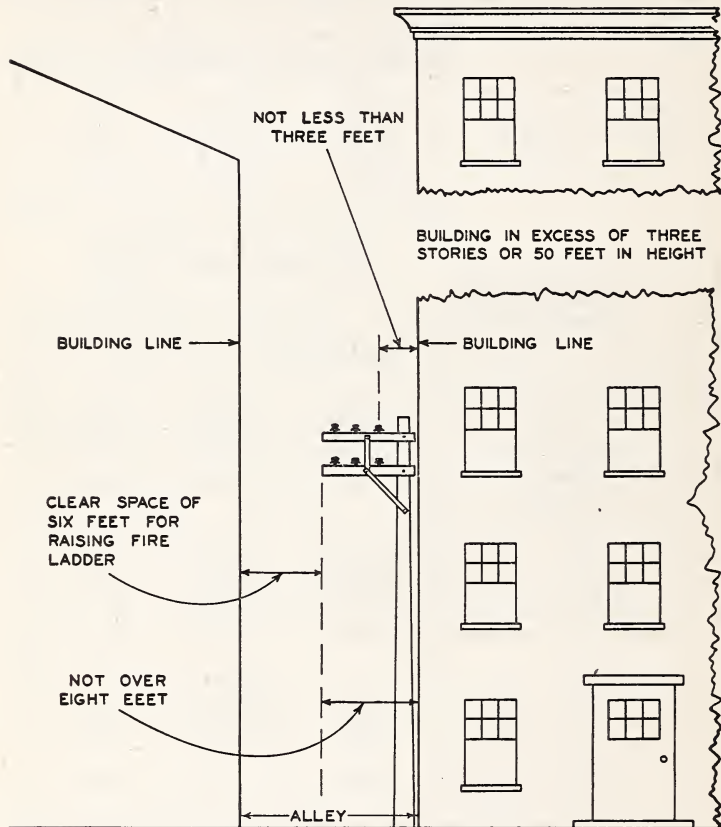 NOT LESS THAN
THREE FEET
BUILDING IN EXCESS OF THREE
STORIES OR 50 FEET IN HEIGHT
BUILDING LINE
BUILDING LINE
CLEAR SPACE OF
SIX FEET FOR
RAISING FIRE
LADDER
NOT OVER
EIGHT EEET
ALLEY